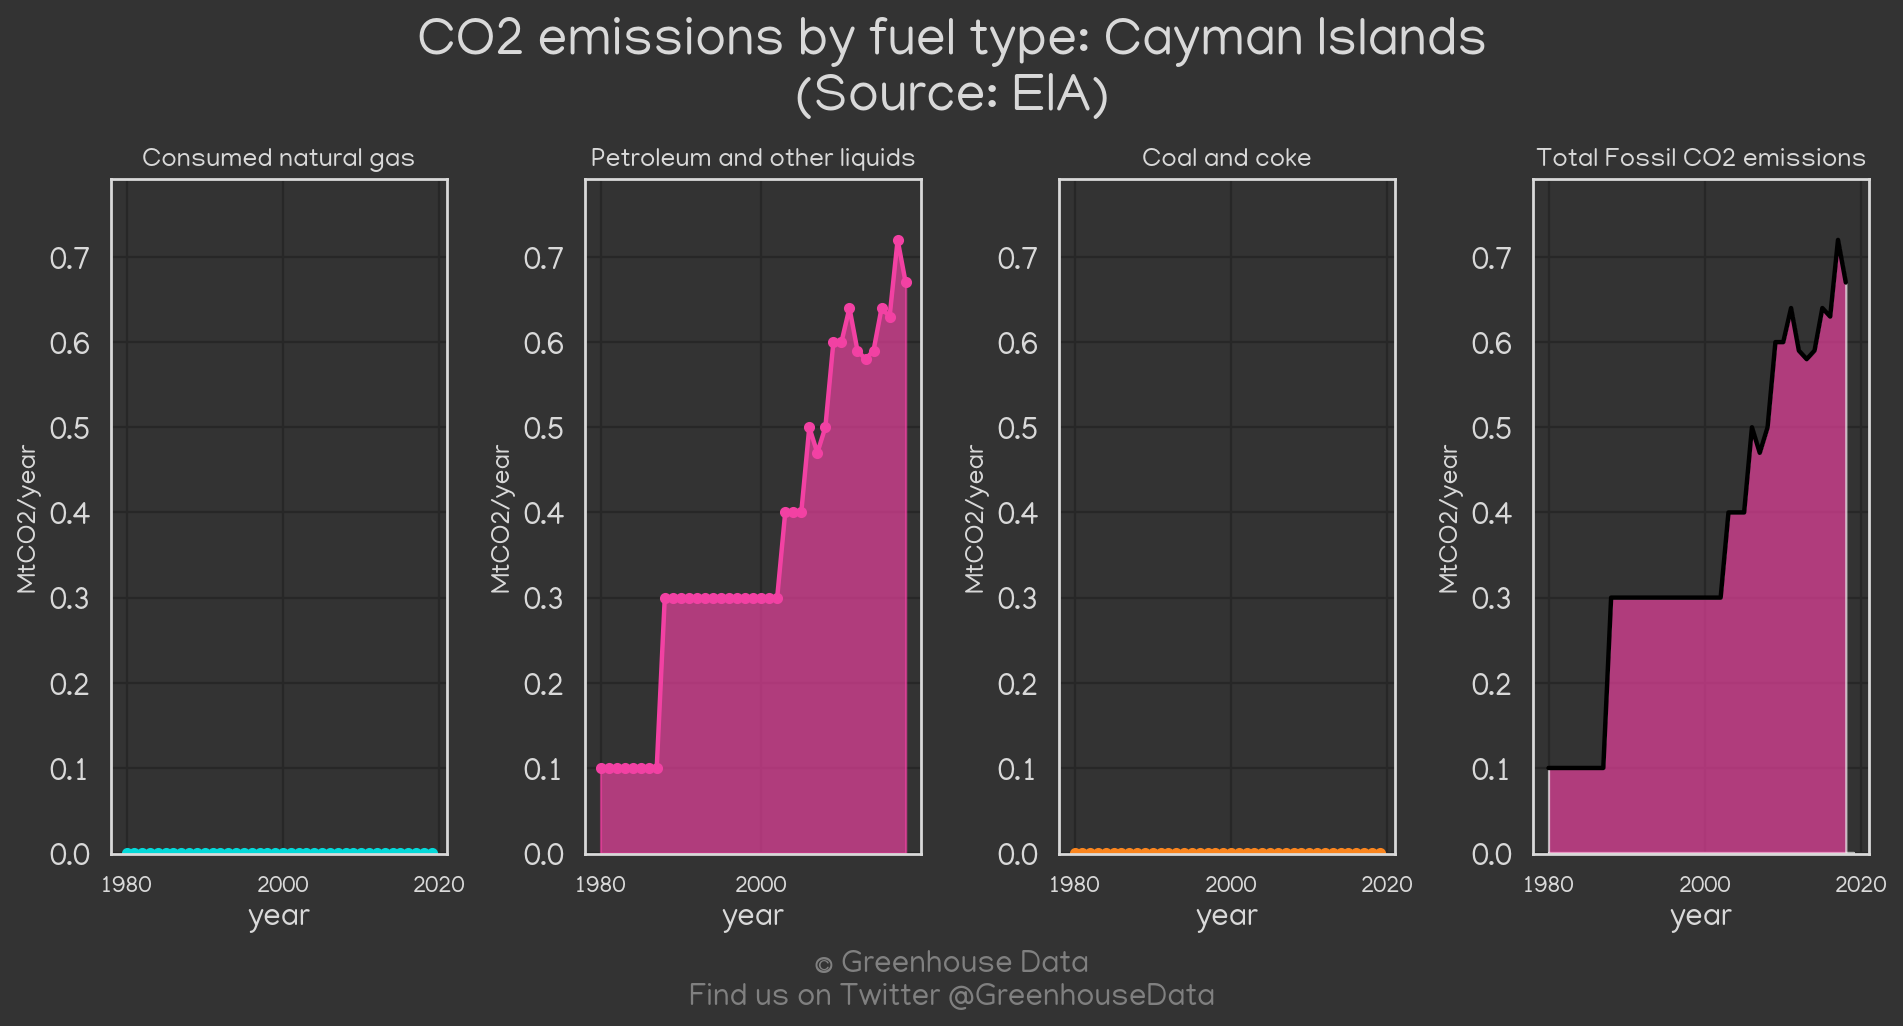 CO2 emissions by fuel type: Cayman Islands
(Source: EIA)
Consumed natural gas
MtCO2/year
0.7
0.6
0.5
0.4
0.3
0.2
0.1
0.0
1980 2000 2020
year
Petroleum and other liquids
MtCO2/year
0.7
0.6
0.5
0.4
0.3
0.2
0.1
0.0
1980 2000
year
Coal and coke
MtCO2/year
0.7
0.6
0.5
0.4
0.3
0.2
0.1
0.0
1980 2000 2020
year
Total Fossil CO2 emissions
MtCO2/year
0.7
0.6
0.5
0.4
0.3
0.2
0.1
0.0
1980 2000 2020
year
© Greenhouse Data
Find us on Twitter @GreenhouseData